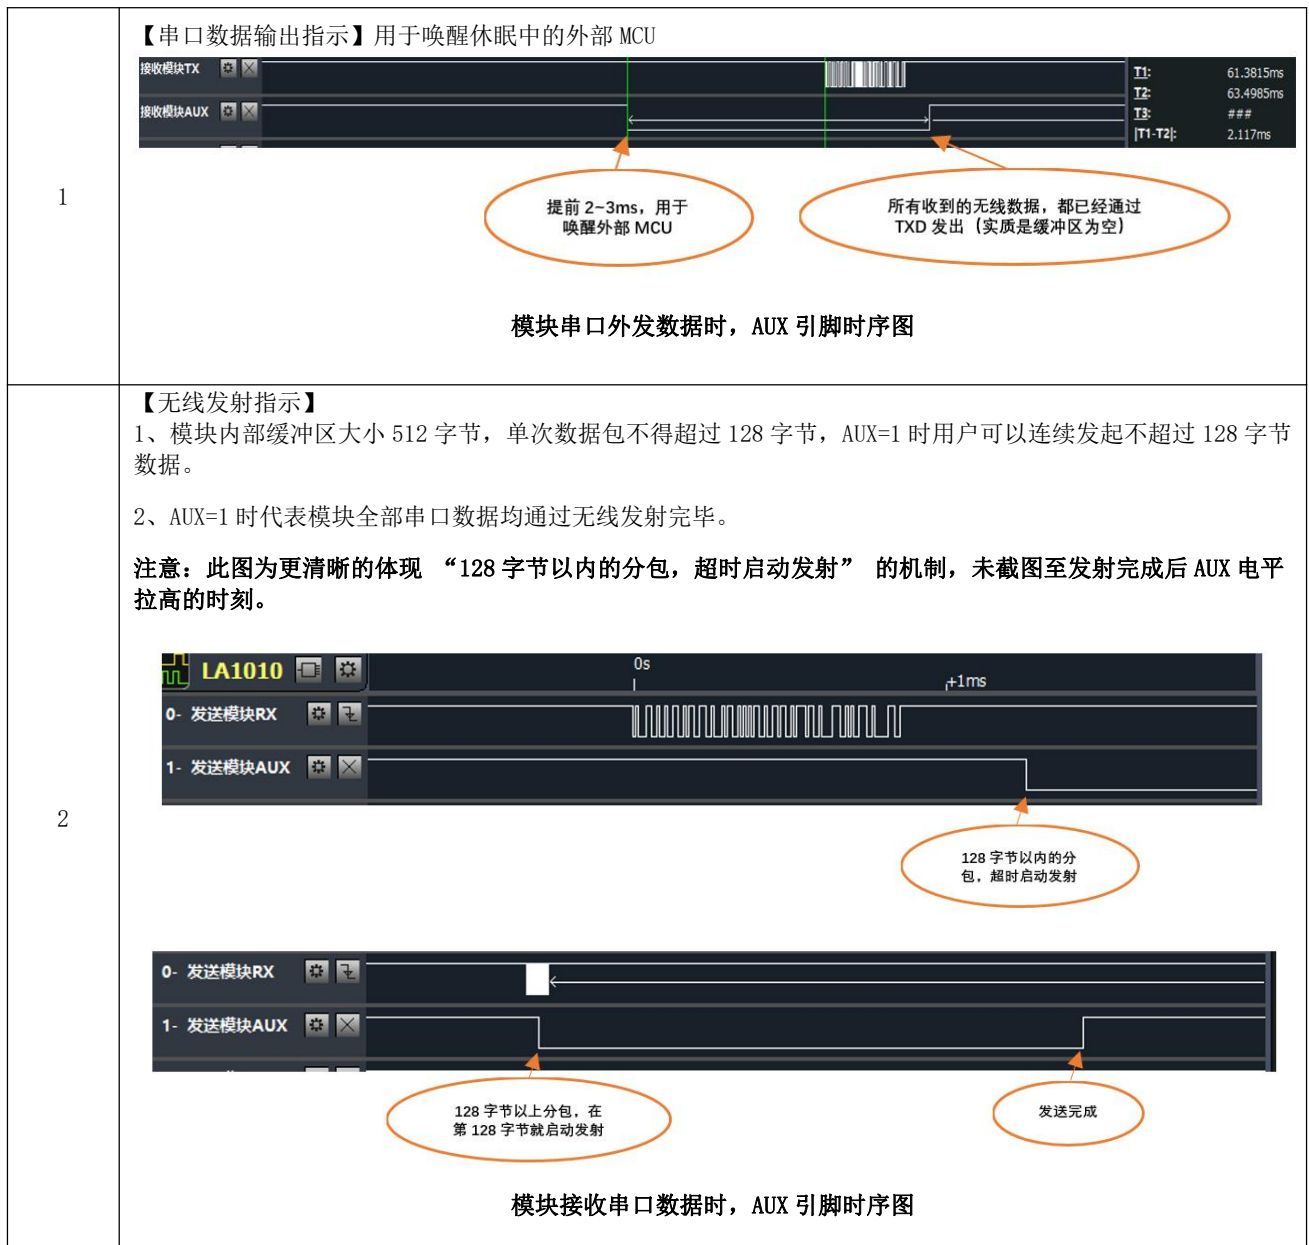 1
【串口数据输出指示】用于唤醒休眠中的外部 MCU
接收模块TX
接收模块AUX
T1: 61.3815ms
T2: 63.4985ms
T3: ###
|T1-T2|: 2.117ms
提前 2~3ms，用于
唤醒外部 MCU
所有收到的无线数据，都已经通过
TXD 发出（实质是缓冲区为空）
模块串口外发数据时，AUX 引脚时序图
2
【无线发射指示】
1、模块内部缓冲区大小 512 字节，单次数据包不得超过 128 字节，AUX=1 时用户可以连续发起不超过 128 字节
数据。
2、AUX=1 时代表模块全部串口数据均通过无线发射完毕。
注意：此图为更清晰的体现 “128 字节以内的分包，超时启动发射” 的机制，未截图至发射完成后 AUX 电平
拉高的时刻。
LA1010
0s
+1ms
0- 发送模块RX
1- 发送模块AUX
128 字节以内的分
包，超时启动发射
0- 发送模块RX
1- 发送模块AUX
128 字节以上分包，在
第 128 字节就启动发射
发送完成
模块接收串口数据时，AUX 引脚时序图